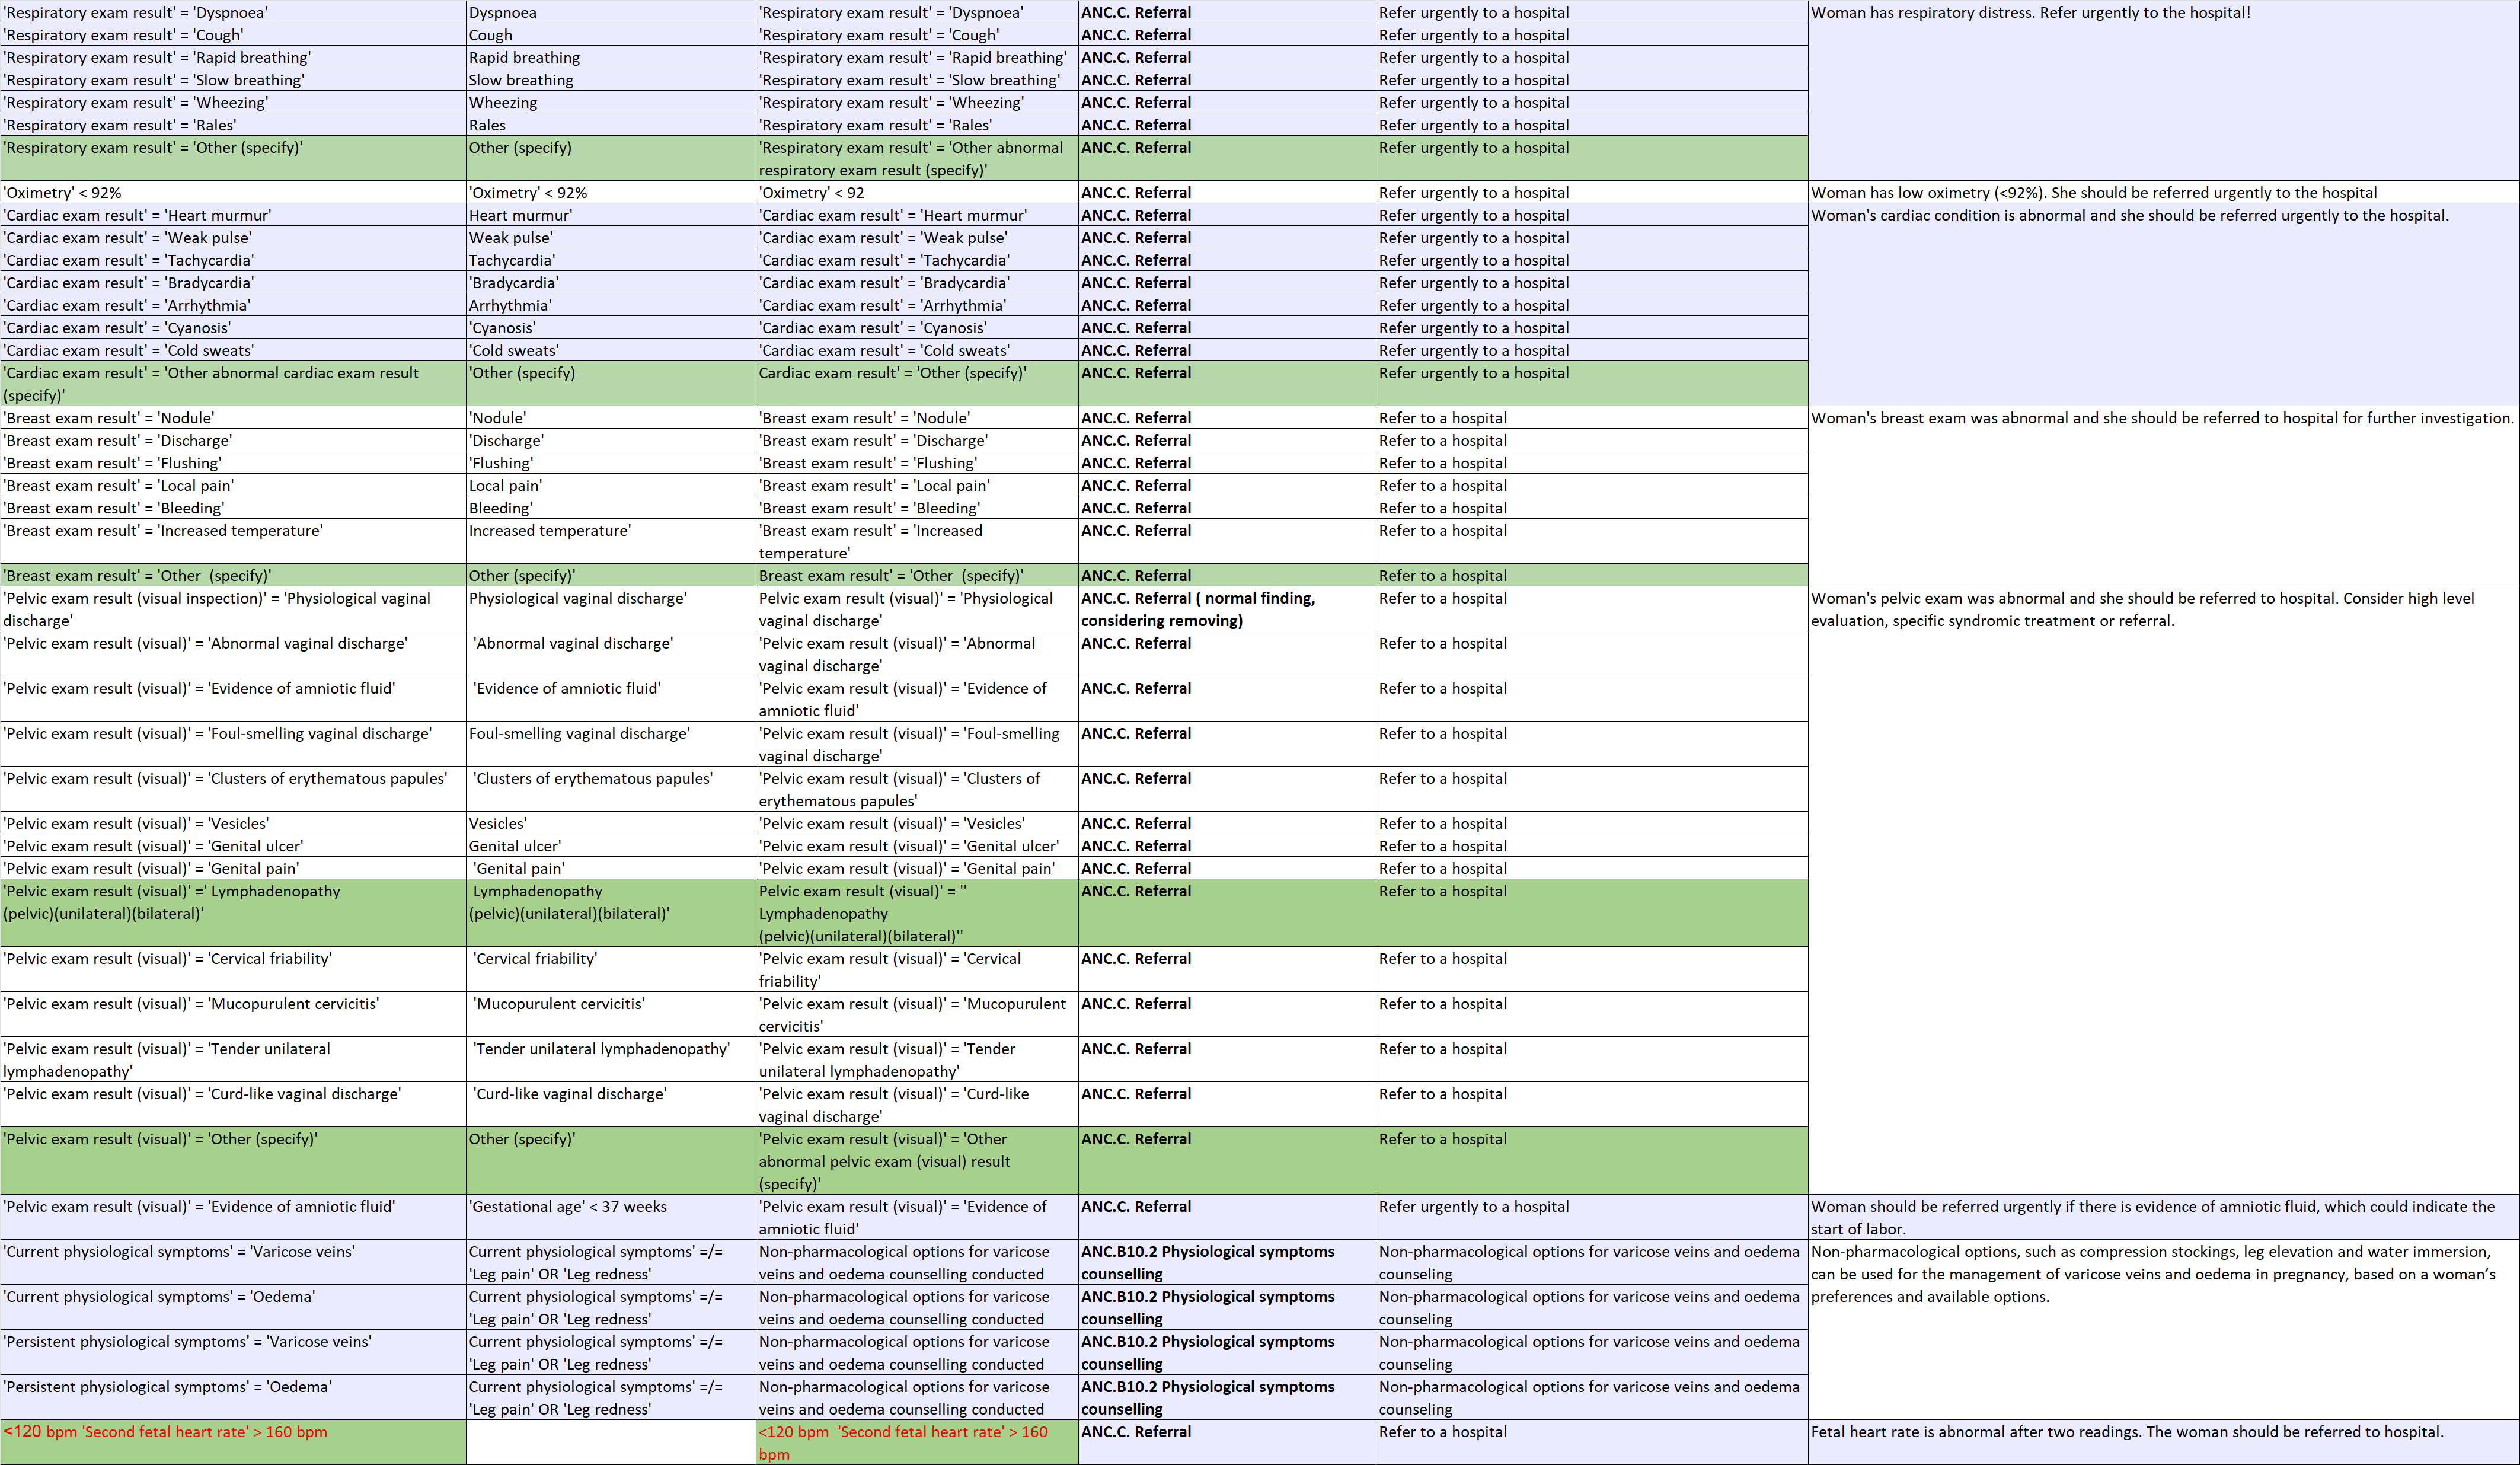 'Respiratory exam result' = 'Dyspnoea' Dyspnoea 'Respiratory exam result' = 'Dyspnoea' ANC.C. Referral Refer urgently to a hospital Woman has respiratory distress. Refer urgently to the hospital!
'Respiratory exam result' = 'Cough' Cough 'Respiratory exam result' = 'Cough' ANC.C. Referral Refer urgently to a hospital
'Respiratory exam result' = 'Rapid breathing' Rapid breathing 'Respiratory exam result' = 'Rapid breathing' ANC.C. Referral Refer urgently to a hospital
'Respiratory exam result' = 'Slow breathing' Slow breathing 'Respiratory exam result' = 'Slow breathing' ANC.C. Referral Refer urgently to a hospital
'Respiratory exam result' = 'Wheezing' Wheezing 'Respiratory exam result' = 'Wheezing' ANC.C. Referral Refer urgently to a hospital
'Respiratory exam result' = 'Rales' Rales 'Respiratory exam result' = 'Rales' ANC.C. Referral Refer urgently to a hospital
'Respiratory exam result' = 'Other (specify)' Other (specify) 'Respiratory exam result' = 'Other abnormal ANC.C. Referral Refer urgently to a hospital
respiratory exam result (specify)'
'Oximetry' < 92% 'Oximetry' < 92% 'Oximetry' < 92 ANC.C. Referral Refer urgently to a hospital Woman has low oximetry (<92%). She should be referred urgently to the hospital
'Cardiac exam result' = 'Heart murmur' Heart murmur' 'Cardiac exam result' = 'Heart murmur' ANC.C. Referral Refer urgently to a hospital Woman's cardiac condition is abnormal and she should be referred urgently to the hospital.
'Cardiac exam result' = 'Weak pulse' Weak pulse' 'Cardiac exam result' = 'Weak pulse' ANC.C. Referral Refer urgently to a hospital
'Cardiac exam result' = 'Tachycardia' Tachycardia' 'Cardiac exam result' = 'Tachycardia' ANC.C. Referral Refer urgently to a hospital
'Cardiac exam result' = 'Bradycardia' 'Bradycardia' 'Cardiac exam result' = 'Bradycardia' ANC.C. Referral Refer urgently to a hospital
'Cardiac exam result' = 'Arrhythmia' Arrhythmia' 'Cardiac exam result' = 'Arrhythmia' ANC.C. Referral Refer urgently to a hospital
'Cardiac exam result' = 'Cyanosis' 'Cyanosis' 'Cardiac exam result' = 'Cyanosis' ANC.C. Referral Refer urgently to a hospital
'Cardiac exam result' = 'Cold sweats' 'Cold sweats' 'Cardiac exam result' = 'Cold sweats' ANC.C. Referral Refer urgently to a hospital
'Cardiac exam result' = 'Other abnormal cardiac exam result 'Other (specify) Cardiac exam result' = 'Other (specify)' ANC.C. Referral Refer urgently to a hospital
(specify)'
'Breast exam result' = 'Nodule' 'Nodule' 'Breast exam result' = 'Nodule' ANC.C. Referral Refer to a hospital Woman's breast exam was abnormal and she should be referred to hospital for further investigation.
'Breast exam result' = 'Discharge' 'Discharge' 'Breast exam result' = 'Discharge' ANC.C. Referral Refer to a hospital
'Breast exam result' = 'Flushing' 'Flushing' 'Breast exam result' = 'Flushing' ANC.C. Referral Refer to a hospital
'Breast exam result' = 'Local pain' Local pain' 'Breast exam result' = 'Local pain' ANC.C. Referral Refer to a hospital
'Breast exam result' = 'Bleeding' Bleeding' 'Breast exam result' = 'Bleeding' ANC.C. Referral Refer to a hospital
'Breast exam result' = 'Increased temperature' Increased temperature' 'Breast exam result' = 'Increased ANC.C. Referral Refer to a hospital
temperature'
'Breast exam result' = 'Other  (specify)' Other (specify)' Breast exam result' = 'Other  (specify)' ANC.C. Referral Refer to a hospital
'Pelvic exam result (visual inspection)' = 'Physiological vaginal Physiological vaginal discharge' Pelvic exam result (visual)' = 'Physiological ANC.C. Referral ( normal finding, Refer to a hospital Woman's pelvic exam was abnormal and she should be referred to hospital. Consider high level
discharge' vaginal discharge' considering removing) evaluation, specific syndromic treatment or referral.
'Pelvic exam result (visual)' = 'Abnormal vaginal discharge' 'Abnormal vaginal discharge' 'Pelvic exam result (visual)' = 'Abnormal ANC.C. Referral Refer to a hospital
vaginal discharge'
'Pelvic exam result (visual)' = 'Evidence of amniotic fluid' 'Evidence of amniotic fluid' 'Pelvic exam result (visual)' = 'Evidence of ANC.C. Referral Refer to a hospital
amniotic fluid'
'Pelvic exam result (visual)' = 'Foul-smelling vaginal discharge' Foul-smelling vaginal discharge' 'Pelvic exam result (visual)' = 'Foul-smelling ANC.C. Referral Refer to a hospital
vaginal discharge'
'Pelvic exam result (visual)' = 'Clusters of erythematous papules' 'Clusters of erythematous papules' 'Pelvic exam result (visual)' = 'Clusters of ANC.C. Referral Refer to a hospital
erythematous papules'
'Pelvic exam result (visual)' = 'Vesicles' Vesicles' 'Pelvic exam result (visual)' = 'Vesicles' ANC.C. Referral Refer to a hospital
'Pelvic exam result (visual)' = 'Genital ulcer' Genital ulcer' 'Pelvic exam result (visual)' = 'Genital ulcer' ANC.C. Referral Refer to a hospital
'Pelvic exam result (visual)' = 'Genital pain' 'Genital pain' 'Pelvic exam result (visual)' = 'Genital pain' ANC.C. Referral Refer to a hospital
'Pelvic exam result (visual)' =' Lymphadenopathy Lymphadenopathy Pelvic exam result (visual)' = '' ANC.C. Referral Refer to a hospital
(pelvic)(unilateral)(bilateral)' (pelvic)(unilateral)(bilateral)' Lymphadenopathy
(pelvic)(unilateral)(bilateral)''
'Pelvic exam result (visual)' = 'Cervical friability' 'Cervical friability' 'Pelvic exam result (visual)' = 'Cervical ANC.C. Referral Refer to a hospital
friability'
'Pelvic exam result (visual)' = 'Mucopurulent cervicitis' 'Mucopurulent cervicitis' 'Pelvic exam result (visual)' = 'Mucopurulent ANC.C. Referral Refer to a hospital
cervicitis'
'Pelvic exam result (visual)' = 'Tender unilateral 'Tender unilateral lymphadenopathy' 'Pelvic exam result (visual)' = 'Tender ANC.C. Referral Refer to a hospital
lymphadenopathy' unilateral lymphadenopathy'
'Pelvic exam result (visual)' = 'Curd-like vaginal discharge' 'Curd-like vaginal discharge' 'Pelvic exam result (visual)' = 'Curd-like ANC.C. Referral Refer to a hospital
vaginal discharge'
'Pelvic exam result (visual)' = 'Other (specify)' Other (specify)' 'Pelvic exam result (visual)' = 'Other ANC.C. Referral Refer to a hospital
abnormal pelvic exam (visual) result
(specify)'
'Pelvic exam result (visual)' = 'Evidence of amniotic fluid' 'Gestational age' < 37 weeks 'Pelvic exam result (visual)' = 'Evidence of ANC.C. Referral Refer urgently to a hospital Woman should be referred urgently if there is evidence of amniotic fluid, which could indicate the
amniotic fluid' start of labor.
'Current physiological symptoms' = 'Varicose veins' Current physiological symptoms' =/= Non-pharmacological options for varicose ANC.B10.2 Physiological symptoms Non-pharmacological options for varicose veins and oedema Non-pharmacological options, such as compression stockings, leg elevation and water immersion,
'Leg pain' OR 'Leg redness' veins and oedema counselling conducted counselling counseling can be used for the management of varicose veins and oedema in pregnancy, based on a woman’s
'Current physiological symptoms' = 'Oedema' Current physiological symptoms' =/= Non-pharmacological options for varicose ANC.B10.2 Physiological symptoms Non-pharmacological options for varicose veins and oedema preferences and available options.
'Leg pain' OR 'Leg redness' veins and oedema counselling conducted counselling counseling
'Persistent physiological symptoms' = 'Varicose veins' Current physiological symptoms' =/= Non-pharmacological options for varicose ANC.B10.2 Physiological symptoms Non-pharmacological options for varicose veins and oedema
'Leg pain' OR 'Leg redness' veins and oedema counselling conducted counselling counseling
'Persistent physiological symptoms' = 'Oedema' Current physiological symptoms' =/= Non-pharmacological options for varicose ANC.B10.2 Physiological symptoms Non-pharmacological options for varicose veins and oedema
'Leg pain' OR 'Leg redness' veins and oedema counselling conducted counselling counseling
<120 bpm 'Second fetal heart rate' > 160 bpm <120 bpm  'Second fetal heart rate' > 160 ANC.C. Referral Refer to a hospital Fetal heart rate is abnormal after two readings. The woman should be referred to hospital.
bpm